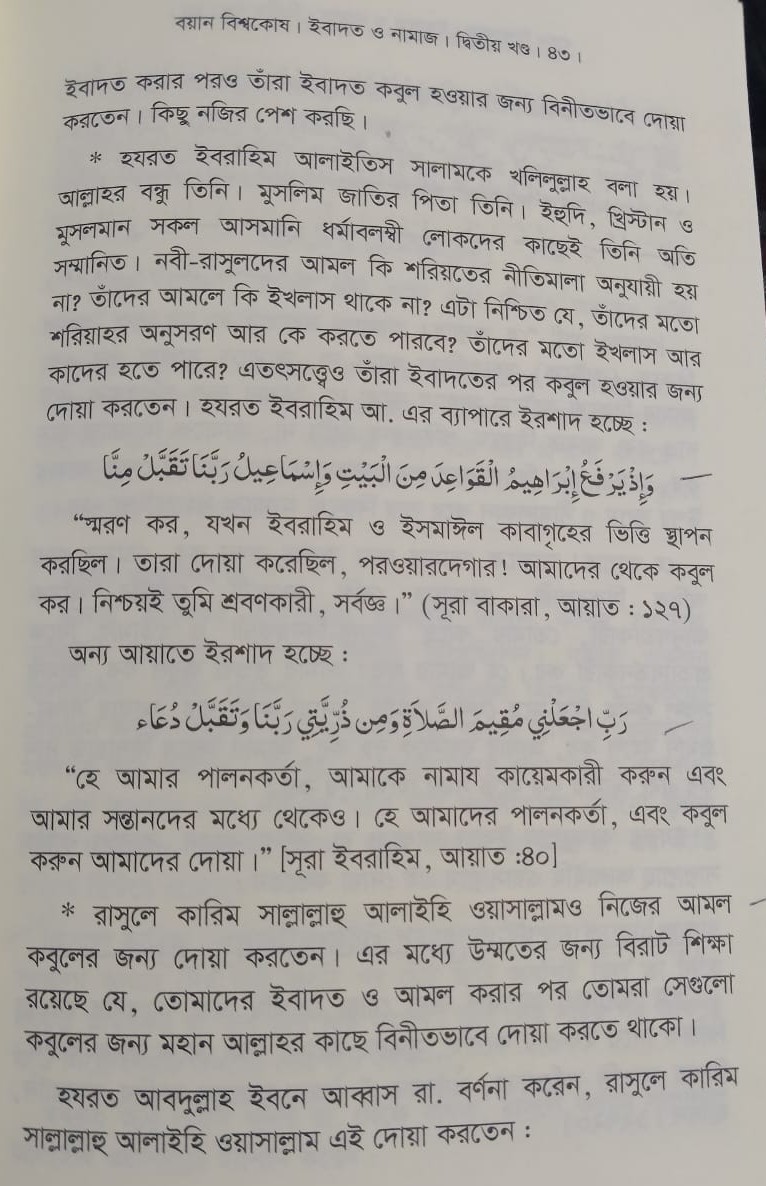 বয়ান বিশ্বকোষ । ইবাদত ও নামাজ । দ্বিতীয় খণ্ড । ৪৩ ।
ইবাদত করার পরও তাঁরা ইবাদত কবুল হওয়ার জন্য বিনীতভাবে দোয়া
করতেন । কিছু নজির পেশ করছি ।
* হযরত ইবরাহিম আলাইহিস সালামকে খলিলুল্লাহ বলা হয় ।
আল্লাহর বন্ধু তিনি । মুসলিম জাতির পিতা তিনি । ইহুদি, খ্রিস্টান ও
মুসলমান সকল আসমানি ধর্মাবলম্বী লোকদের কাছেই তিনি অতি
সম্মানিত । নবী-রাসূলদের আমল কি শরিয়তের নীতিমালা অনুযায়ী হয়
না? তাঁদের আমলে কি ইখলাস থাকে না? এটা নিশ্চিত যে, তাঁদের মতো
শরিয়াহর অনুসরণ আর কে করতে পারবে? তাঁদের মতো ইখলাস আর
কাদের হতে পারে? এতৎসত্ত্বেও তাঁরা ইবাদতের পর কবুল হওয়ার জন্য
দোয়া করতেন । হযরত ইবরাহিম আ. এর ব্যাপারে ইরশাদ হচ্ছে :
وَإِذْ يَرْفَعُ إِبْرَاهِيمُ الْقَوَاعِدَ مِنَ الْبَيْتِ وَإِسْمَاعِيلُ رَبَّنَا تَقَبَّلْ مِنَّا
“স্মরণ কর, যখন ইবরাহিম ও ইসমাঈল কাবাগৃহের ভিত্তি স্থাপন
করছিল । তারা দোয়া করেছিল, পরওয়ারদেগার! আমাদের থেকে কবুল
কর । নিশ্চয়ই তুমি শ্রবণকারী, সর্বজ্ঞ ।” (সূরা বাকারা, আয়াত : ১২৭)
অন্য আয়াতে ইরশাদ হচ্ছে :
رَبِّ اجْعَلْنِي مُقِيمَ الصَّلَاةِ وَمِن ذُرِّيَّتِي رَبَّنَا وَتَقَبَّلْ دُعَاء
“হে আমার পালনকর্তা, আমাকে নামায কায়েমকারী করুন এবং
আমার সন্তানদের মধ্যে থেকেও । হে আমাদের পালনকর্তা, এবং কবুল
করুন আমাদের দোয়া ।” [সূরা ইবরাহিম, আয়াত :৪০]
* রাসূলে কারিম সাল্লাল্লাহু আলাইহি ওয়াসাল্লামও নিজের আমল
কবুলের জন্য দোয়া করতেন । এর মধ্যে উম্মতের জন্য বিরাট শিক্ষা
রয়েছে যে, তোমাদের ইবাদত ও আমল করার পর তোমরা সেগুলো
কবুলের জন্য মহান আল্লাহর কাছে বিনীতভাবে দোয়া করতে থাকো ।
হযরত আবদুল্লাহ ইবনে আব্বাস রা. বর্ণনা করেন, রাসূলে কারিম
সাল্লাল্লাহু আলাইহি ওয়াসাল্লাম এই দোয়া করতেন :